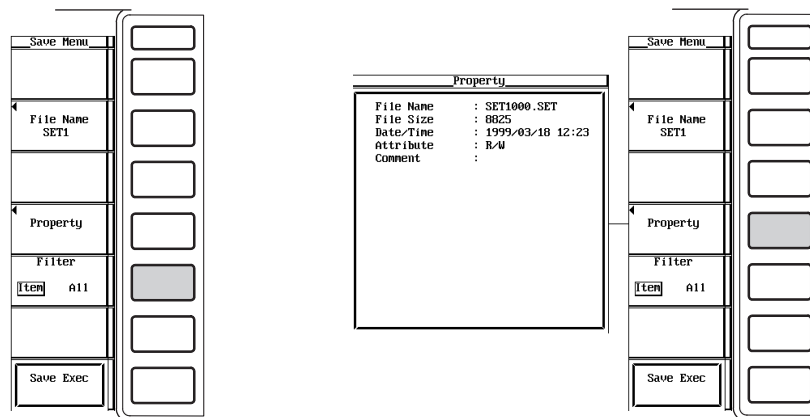 Save Menu
File Name
SET1
Property
Filter
Item All
Save Exec
Property
File Name : SET1000.SET
File Size : 8825
Date/Time : 1999/03/18 12:23
Attribute : R/W
Comment :
Save Menu
File Name
SET1
Property
Filter
Item All
Save Exec